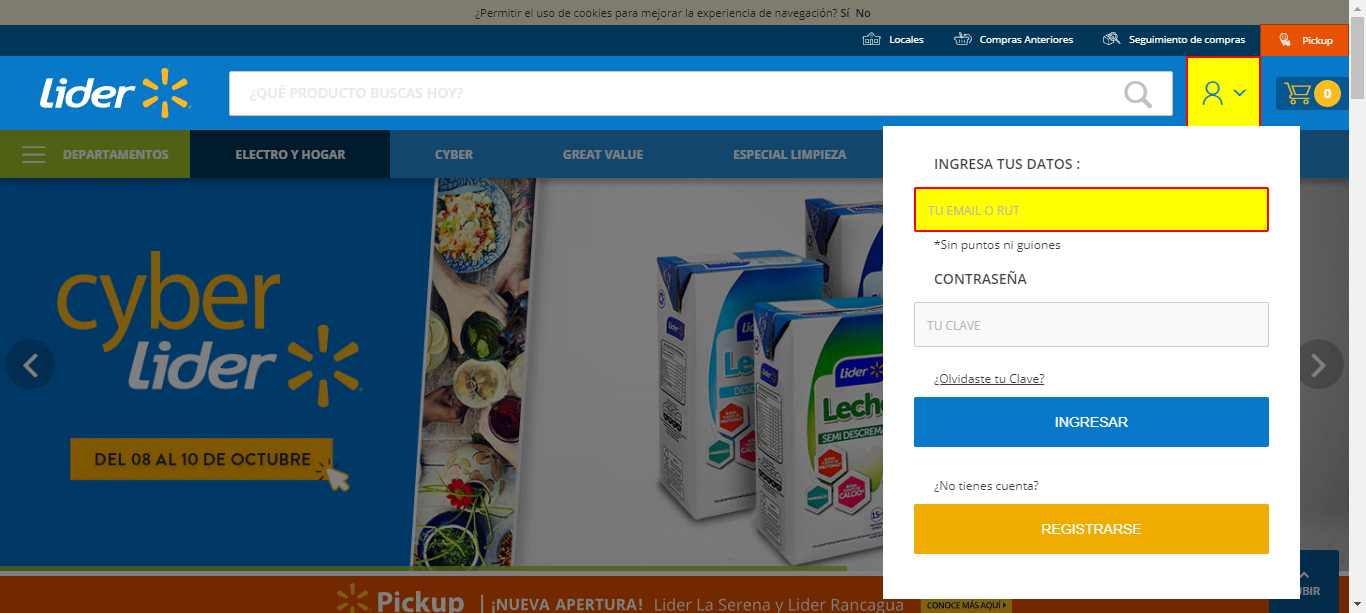 ¿Permitir el uso de cookies para mejorar la experiencia de navegación? Sí No
Locales
Compras Anteriores
Seguimiento de compras
Pickup
Lider
¿QUÉ PRODUCTO BUSCAS HOY?
0
DEPARTAMENTOS
ELECTRO Y HOGAR
CYBER
GREAT VALUE
ESPECIAL LIMPIEZA
INGRESA TUS DATOS :
TU EMAIL O RUT
*Sin puntos ni guiones
CONTRASEÑA
TU CLAVE
¿Olvidaste tu Clave?
INGRESAR
¿No tienes cuenta?
REGISTRARSE
cyber
lider
DEL 08 AL 10 DE OCTUBRE
lider
Lech
SEMI DESCREM
Pickup | ¡NUEVA APERTURA! Lider La Serena y Lider Rancagua
CONOCE MÁS AQUÍ